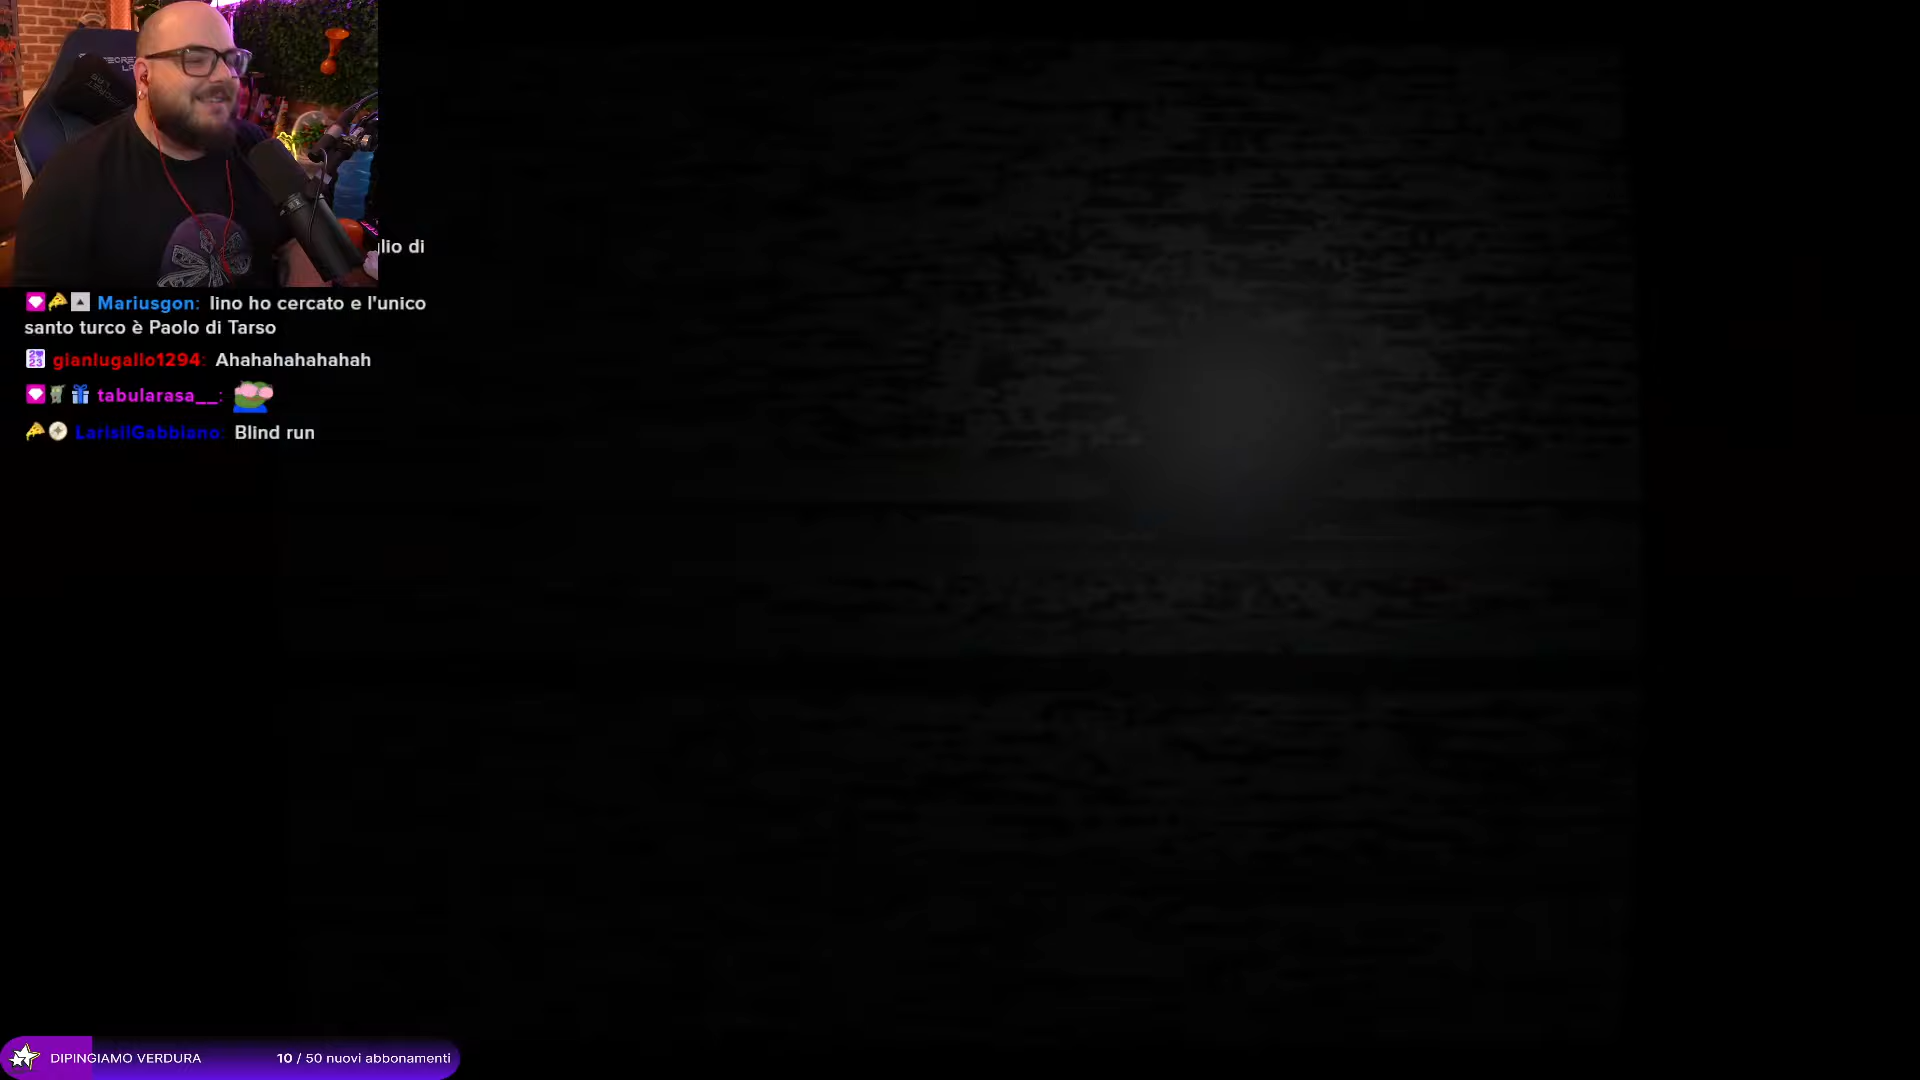 lio di
Mariusgon: lino ho cercato e l'unico
santo turco è Paolo di Tarso
gianlugallo1294: Ahahahahahahah
tabularasa__:
LarisilGabbiano: Blind run
DIPINGIAMO VERDURA 10 / 50 nuovi abbonamenti